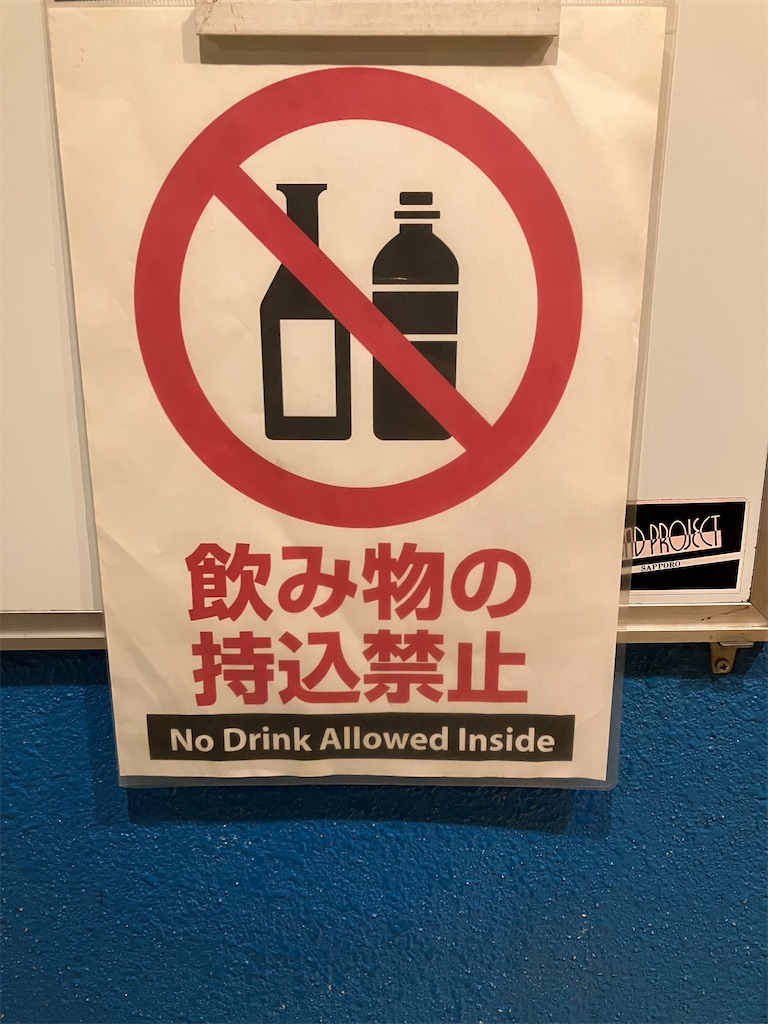 飲み物の
持込禁止
No Drink Allowed Inside
PROJECT
SAPPORO